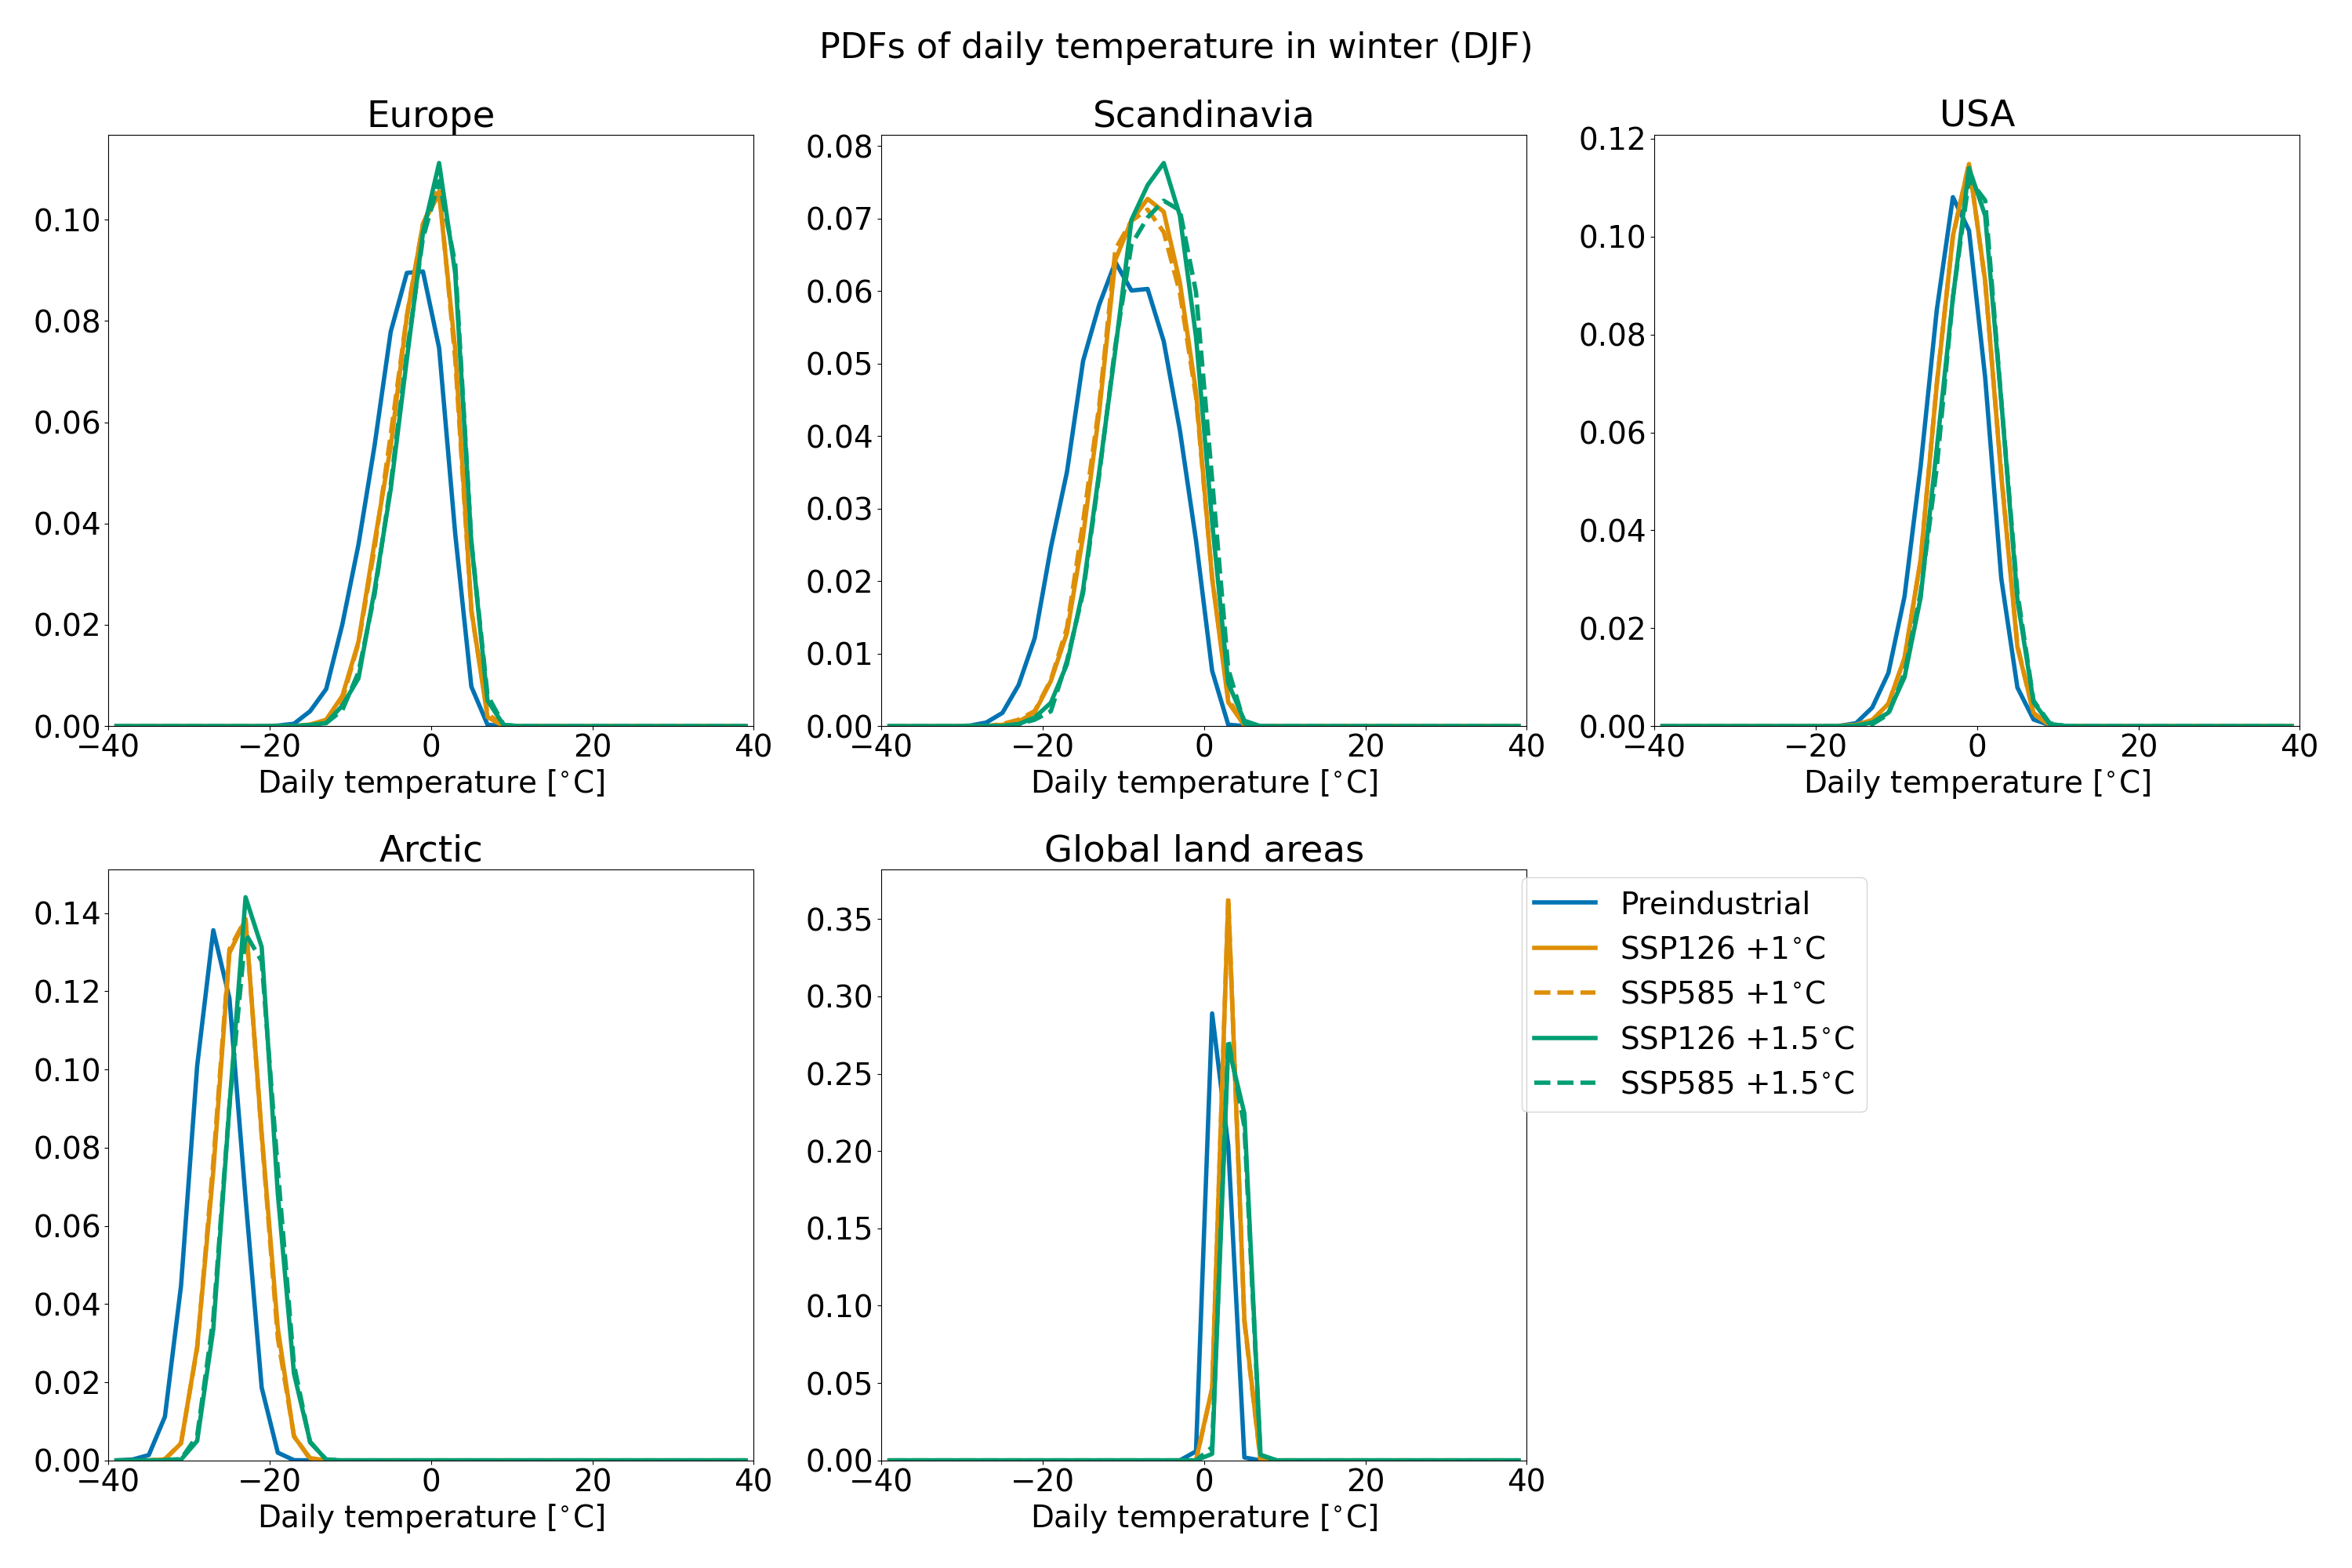 PDFs of daily temperature in winter (DJF)
Europe
0.10
0.08
0.06
0.04
0.02
0.00
−40 −20 0 20 40
Daily temperature [°C]
Scandinavia
0.08
0.07
0.06
0.05
0.04
0.03
0.02
0.01
0.00
−40 −20 0 20 40
Daily temperature [°C]
USA
0.12
0.10
0.08
0.06
0.04
0.02
0.00
−40 −20 0 20 40
Daily temperature [°C]
Arctic
0.14
0.12
0.10
0.08
0.06
0.04
0.02
0.00
−40 −20 0 20 40
Daily temperature [°C]
Global land areas
0.35
0.30
0.25
0.20
0.15
0.10
0.05
0.00
−40 −20 0 20 40
Daily temperature [°C]
Preindustrial
SSP126 +1°C
SSP585 +1°C
SSP126 +1.5°C
SSP585 +1.5°C